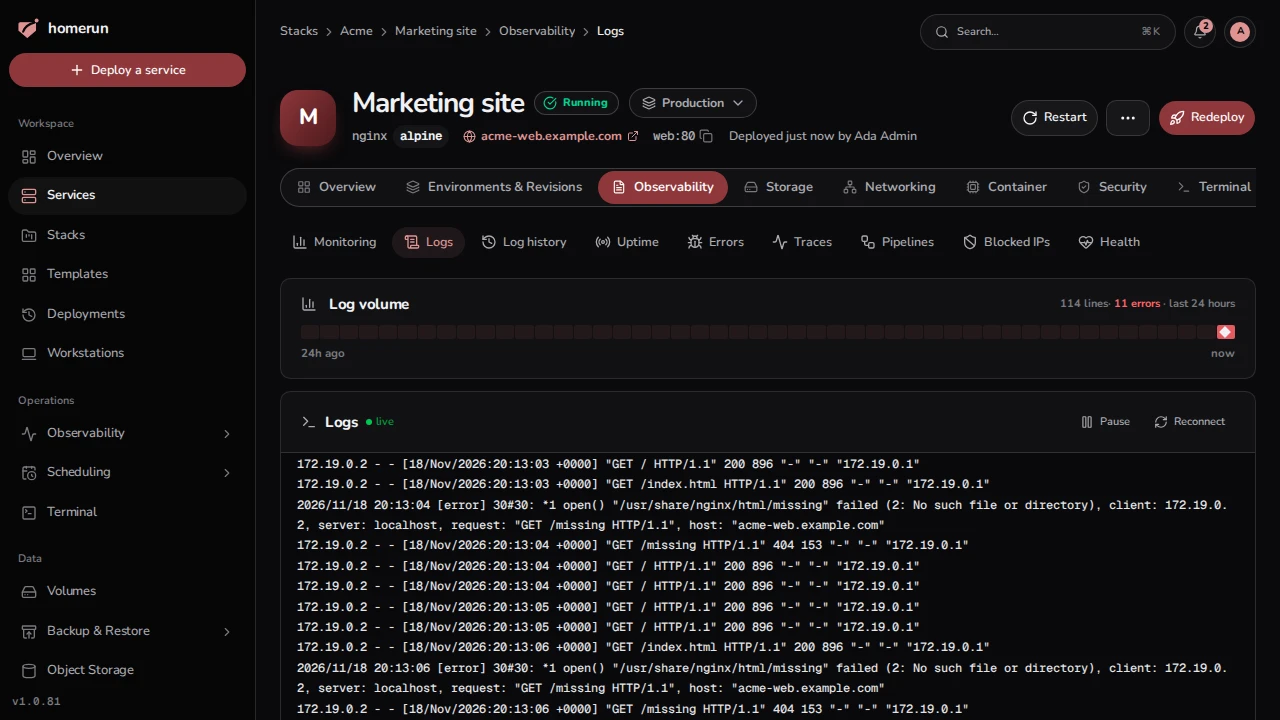 homerun
Deploy a service
Workspace
Overview
Services
Stacks
Templates
Deployments
Workstations
Operations
Observability
Scheduling
Terminal
Data
Volumes
Backup & Restore
Object Storage
v1.0.81
Stacks > Acme > Marketing site > Observability > Logs
Search... ⌘K
2
A
M
Marketing site Running Production
nginx alpine acme-web.example.com web:80 Deployed just now by Ada Admin
Restart
Redeploy
Overview Environments & Revisions Observability Storage Networking Container Security Terminal
Monitoring Logs Log history Uptime Errors Traces Pipelines Blocked IPs Health
Log volume 114 lines· 11 errors · last 24 hours
24h ago now
Logs live Pause Reconnect
172.19.0.2 - - [18/Nov/2026:20:13:03 +0000] "GET / HTTP/1.1" 200 896 "-" "-" "172.19.0.1"
172.19.0.2 - - [18/Nov/2026:20:13:03 +0000] "GET /index.html HTTP/1.1" 200 896 "-" "-" "172.19.0.1"
2026/11/18 20:13:04 [error] 30#30: *1 open() "/usr/share/nginx/html/missing" failed (2: No such file or directory), client: 172.19.0.
2, server: localhost, request: "GET /missing HTTP/1.1", host: "acme-web.example.com"
172.19.0.2 - - [18/Nov/2026:20:13:04 +0000] "GET /missing HTTP/1.1" 404 153 "-" "-" "172.19.0.1"
172.19.0.2 - - [18/Nov/2026:20:13:04 +0000] "GET / HTTP/1.1" 200 896 "-" "-" "172.19.0.1"
172.19.0.2 - - [18/Nov/2026:20:13:04 +0000] "GET / HTTP/1.1" 200 896 "-" "-" "172.19.0.1"
172.19.0.2 - - [18/Nov/2026:20:13:05 +0000] "GET / HTTP/1.1" 200 896 "-" "-" "172.19.0.1"
172.19.0.2 - - [18/Nov/2026:20:13:05 +0000] "GET / HTTP/1.1" 200 896 "-" "-" "172.19.0.1"
172.19.0.2 - - [18/Nov/2026:20:13:06 +0000] "GET /index.html HTTP/1.1" 200 896 "-" "-" "172.19.0.1"
2026/11/18 20:13:06 [error] 30#30: *1 open() "/usr/share/nginx/html/missing" failed (2: No such file or directory), client: 172.19.0.
2, server: localhost, request: "GET /missing HTTP/1.1", host: "acme-web.example.com"
172.19.0.2 - - [18/Nov/2026:20:13:06 +0000] "GET /missing HTTP/1.1" 404 153 "-" "-" "172.19.0.1"